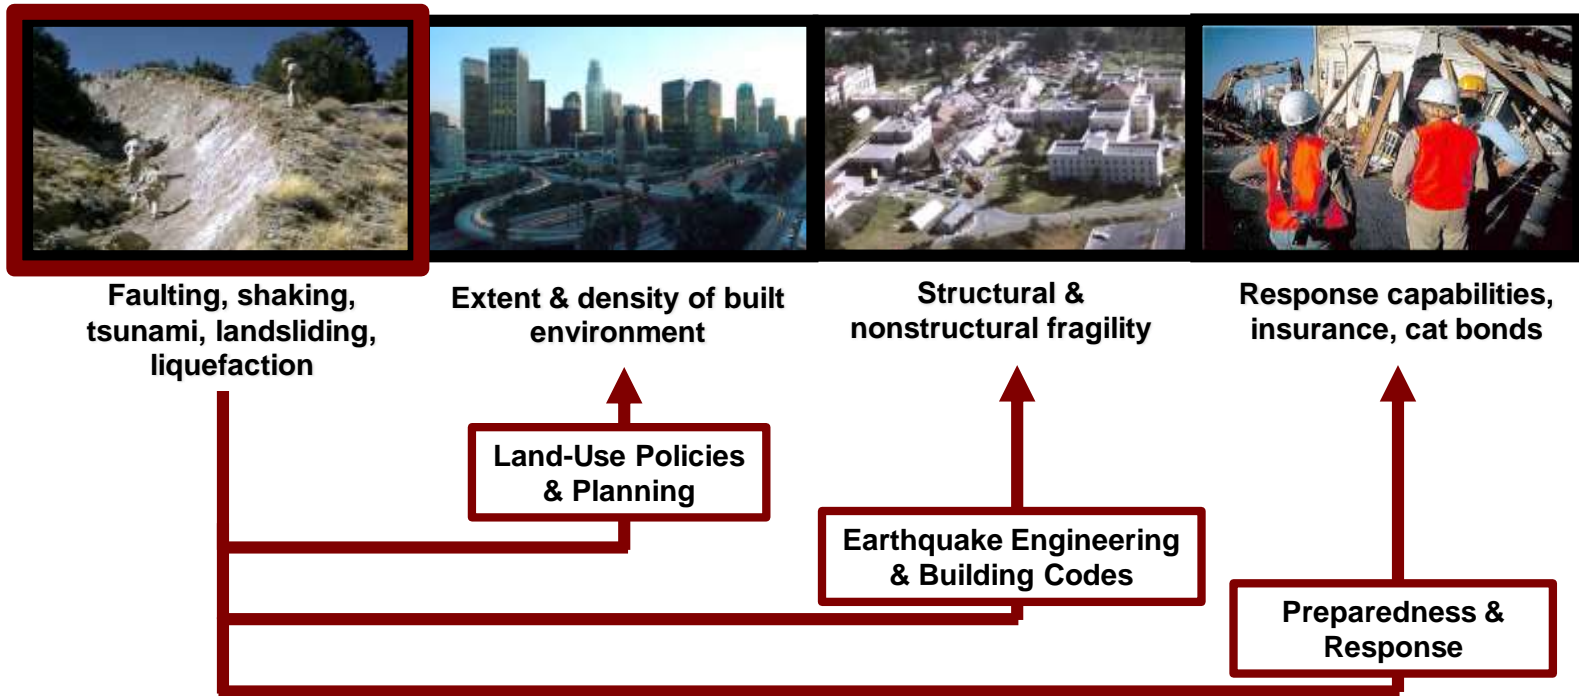 Faulting, shaking,
tsunami, landsliding,
liquefaction
Extent & density of built
environment
Structural &
nonstructural fragility
Response capabilities,
insurance, cat bonds
Land-Use Policies
& Planning
Earthquake Engineering
& Building Codes
Preparedness &
Response